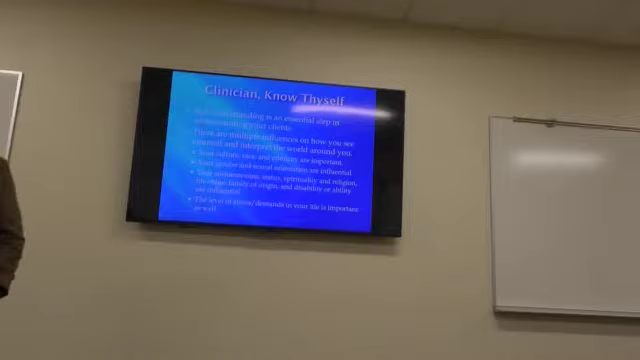 Clinician, Know Thyself
understanding is an essential step in
understanding your clients.
There are multiple influences on how you see
yourself and interpret the world around you.
Your culture, race and ethnicity are important.
Your gender and sexual orientation are influential
Your socioeconomic status, spirituality and religion,
family of origin, and disability or ability
are influential
The level of stress/demands in your life is important
as well